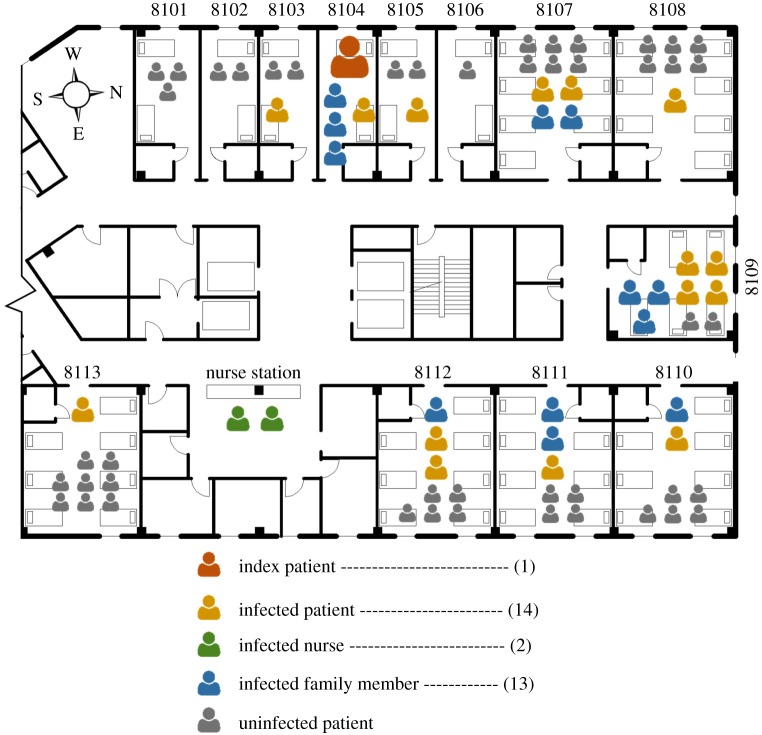 8101 8102 8103 8104 8105 8106 8107 8108
W
S N
E
8109
8113 nurse station 8112 8111 8110
index patient ---------------------------- (1)
infected patient ------------------------ (14)
infected nurse -------------------------- (2)
infected family member ------------ (13)
uninfected patient